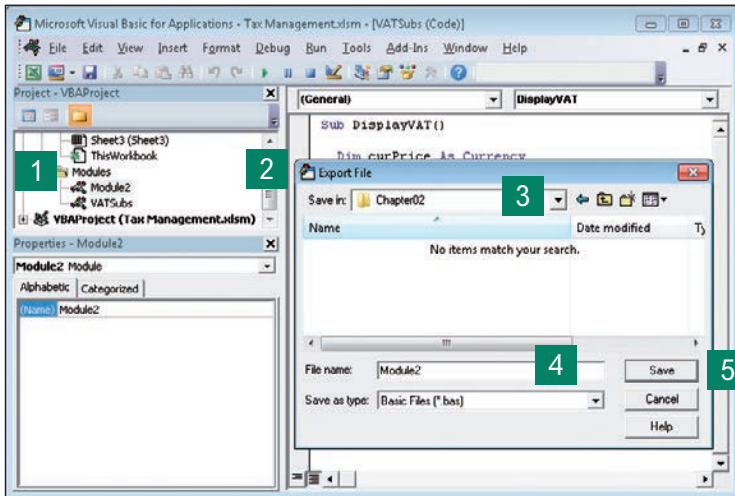 Microsoft Visual Basic for Applications - Tax Management.xlsm - [VATSubs (Code)]
File Edit View Insert Format Debug Run Tools Add-Ins Window Help
Project - VBAProject
(General)
DisplayVAT
Sheet3 (Sheet3)
ThisWorkbook
Modules
Module2
VATSubs
VBAProject (Tax Management.xlsm)
1
2
Sub DisplayVAT()
Dim curPrice As Currency
Export File
Save in: Chapter02
3
Name Date modified Ty
No items match your search.
Properties - Module2
Module2 Module
Alphabetic Categorized
(Name) Module2
File name: Module2
4
Save
5
Save as type: Basic Files (*.bas)
Cancel
Help